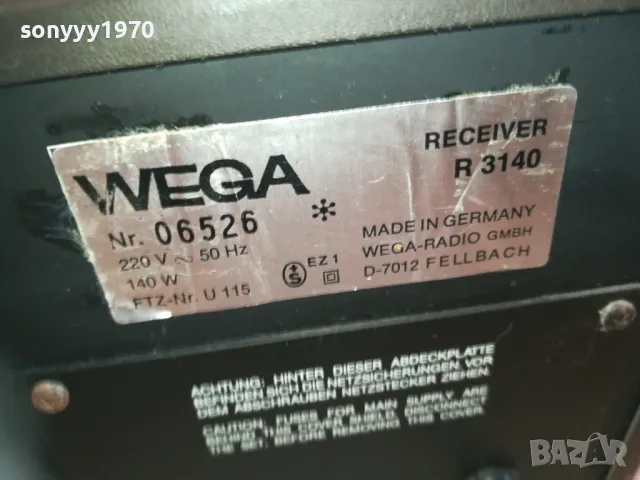 sonyyy1970
WEGA
RECEIVER
R 3140
Nr. 06526
220 V ~ 50 Hz
140 W
FTZ-Nr. U 115
EZ 1
MADE IN GERMANY
WEGA-RADIO GMBH
D-7012 FELLBACH
ACHTUNG: HINTER DIESER ABDECKPLATTE
BEFINDEN SICH DIE NETZSICHERUNGEN VOR
DEM ABSCHRAUBEN NETZSTECKER ZIEHEN.
CAUTION: FUSES FOR MAIN SUPPLY ARE
BEHIND THIS COVER SHIELD, DISCONNECT
THE SET, BEFORE REMOVING THIS COVER
BAZAR
bg